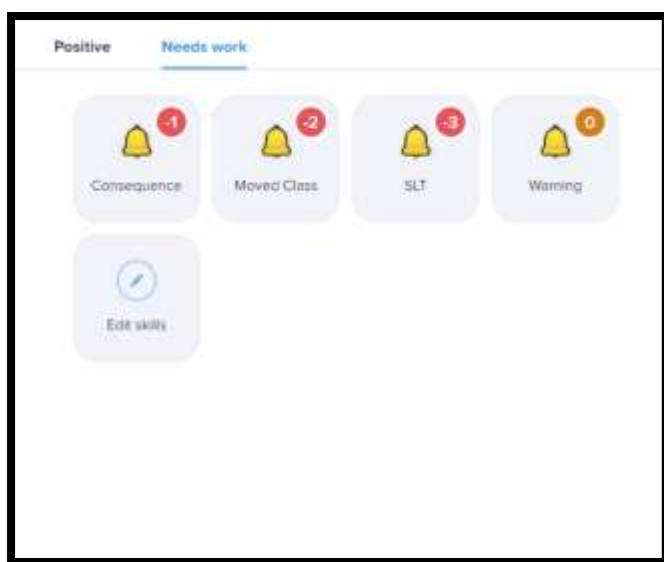 Positive Needs work
-1 -2 -3 0
Consequence Moved Class SLT Warning
Edit skills